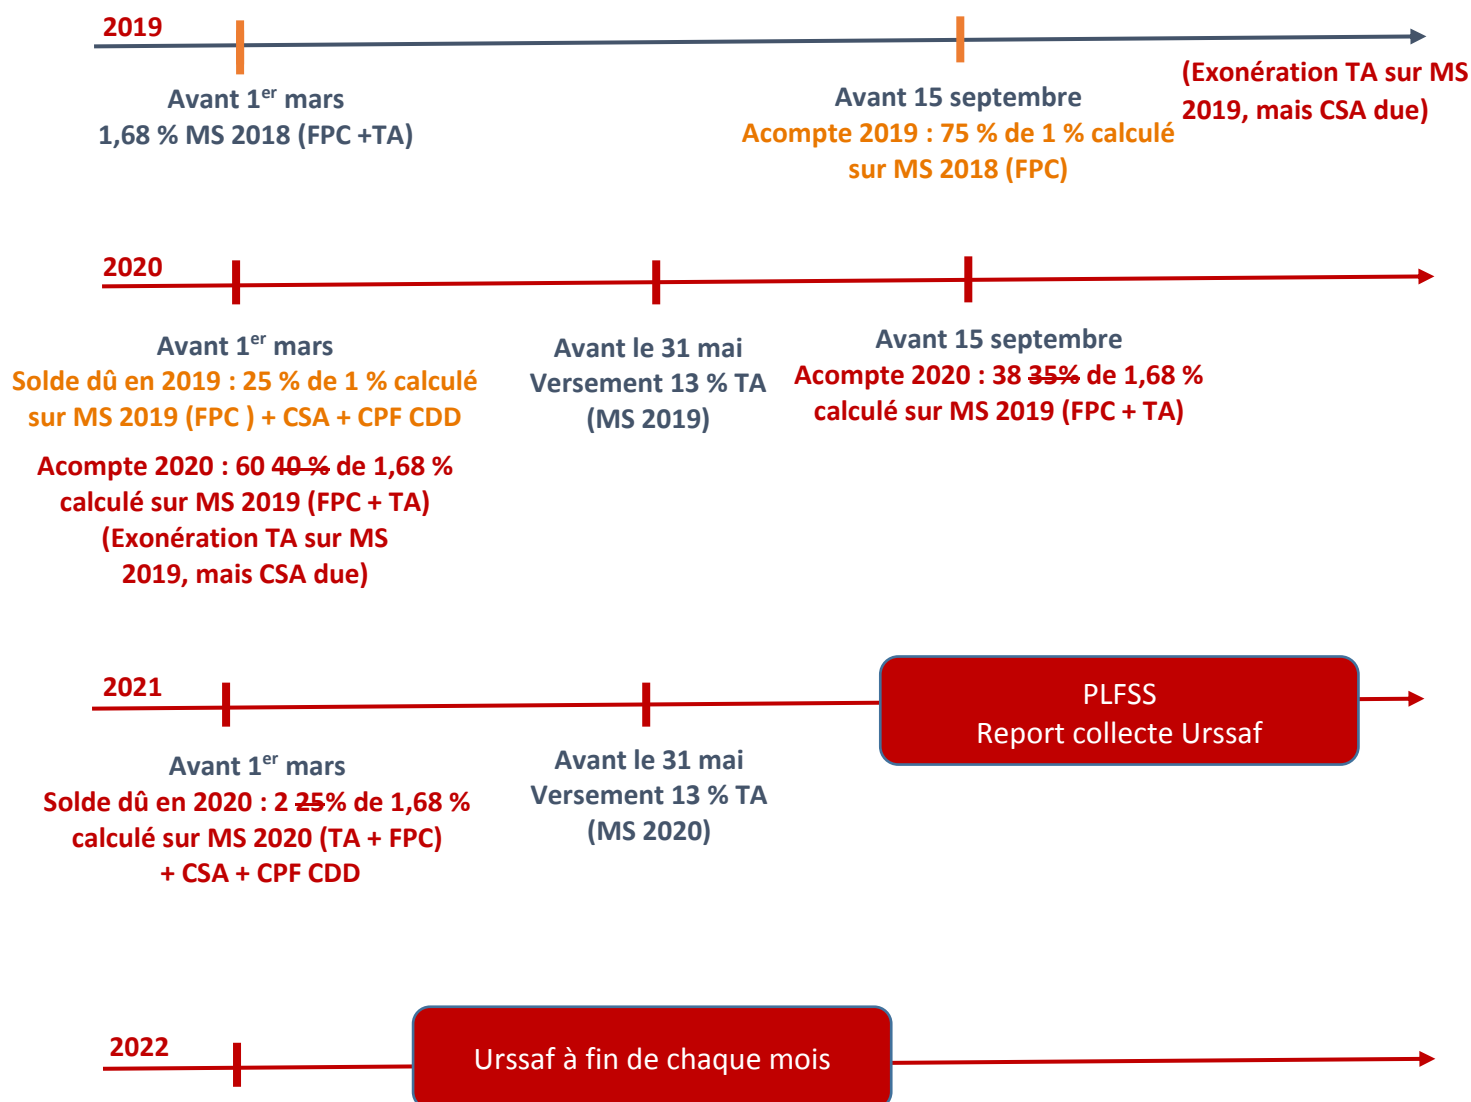 2019
Avant 1er mars
1,68 % MS 2018 (FPC +TA)
Avant 15 septembre
Acompte 2019 : 75 % de 1 % calculé
sur MS 2018 (FPC)
(Exonération TA sur MS
2019, mais CSA due)
2020
Avant 1er mars
Solde dû en 2019 : 25 % de 1 % calculé
sur MS 2019 (FPC ) + CSA + CPF CDD
Acompte 2020 : 60 40 % de 1,68 %
calculé sur MS 2019 (FPC + TA)
(Exonération TA sur MS
2019, mais CSA due)
Avant le 31 mai
Versement 13 % TA
(MS 2019)
Avant 15 septembre
Acompte 2020 : 38 35% de 1,68 %
calculé sur MS 2019 (FPC + TA)
2021
Avant 1er mars
Solde dû en 2020 : 2 25% de 1,68 %
calculé sur MS 2020 (TA + FPC)
+ CSA + CPF CDD
Avant le 31 mai
Versement 13 % TA
(MS 2020)
PLFSS
Report collecte Urssaf
2022
Urssaf à fin de chaque mois